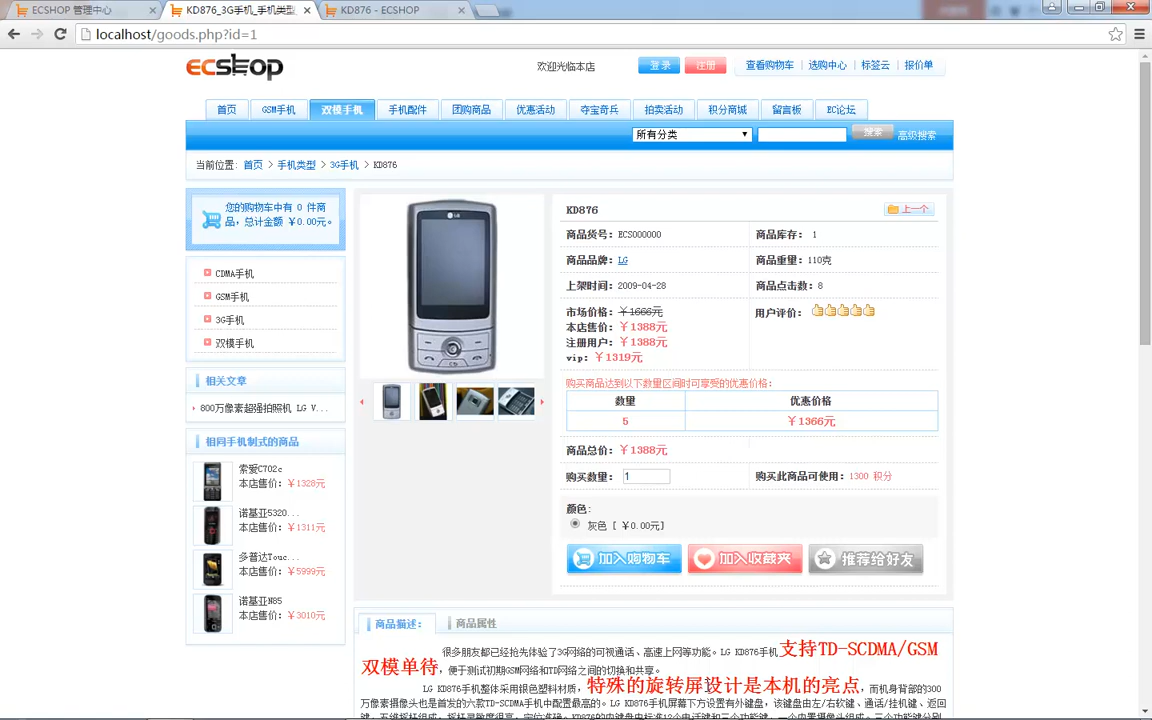 ECSHOP 管理中心
KD876_3G手机_手机类型
KD876 - ECSHOP
localhost/goods.php?id=1
ECSHOP
欢迎光临本店
登录
注册
查看购物车
选购中心
标签云
报价单
首页
GSM手机
双模手机
手机配件
团购商品
优惠活动
夺宝奇兵
拍卖活动
积分商城
留言板
EC论坛
所有分类
搜索
高级搜索
当前位置: 首页 > 手机类型 > 3G手机 > KD876
您的购物车中有 0 件商
品，总计金额 ￥0.00元。
CDMA手机
GSM手机
3G手机
双模手机
相关文章
800万像素超强拍照机 LG V...
相同手机制式的商品
索爱C702c
本店售价：￥1328元
诺基亚5320...
本店售价：￥1311元
多普达Touc...
本店售价：￥5999元
诺基亚N85
本店售价：￥3010元
LG
KD876
上一个
商品货号：ECS000000
商品库存： 1
商品品牌：LG
商品重量：110克
上架时间：2009-04-28
商品点击数：8
市场价格：￥1666元
用户评价：
本店售价：￥1388元
注册用户：￥1388元
vip：￥1319元
购买商品达到以下数量区间时可享受的优惠价格：
数量 优惠价格
5 ￥1366元
商品总价：￥1388元
购买数量： 1
购买此商品可使用：1300 积分
颜色:
灰色 [ ￥0.00元]
加入购物车
加入收藏夹
推荐给好友
商品描述：
商品属性
很多朋友都已经抢先体验了3G网络的可视通话、高速上网等功能。LG KD876手机支持TD-SCDMA/GSM
双模单待，便于测试初期GSM网络和TD网络之间的切换和共享。
LG KD876手机整体采用银色塑料材质，特殊的旋转屏设计是本机的亮点，而机身背部的300
万像素摄像头也是首发的六款TD-SCDMA手机中配置最高的。LG KD876手机屏幕下方设置有外键盘，该键盘由左/右软键、通话/挂机键、返回